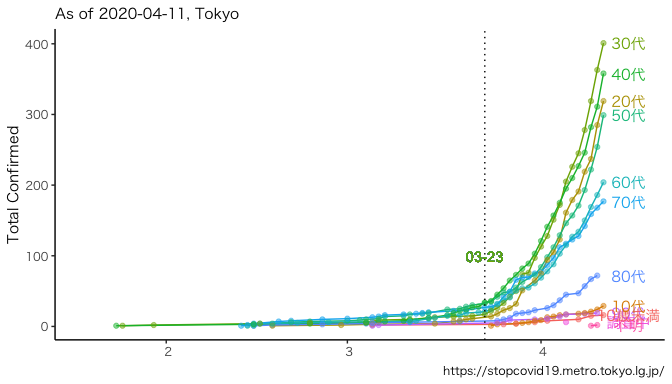 As of 2020-04-11, Tokyo
Total Confirmed
400
300
200
100
0
2
3
4
03-23
30代
40代
20代
50代
60代
70代
80代
10代
https://stopcovid19.metro.tokyo.lg.jp/